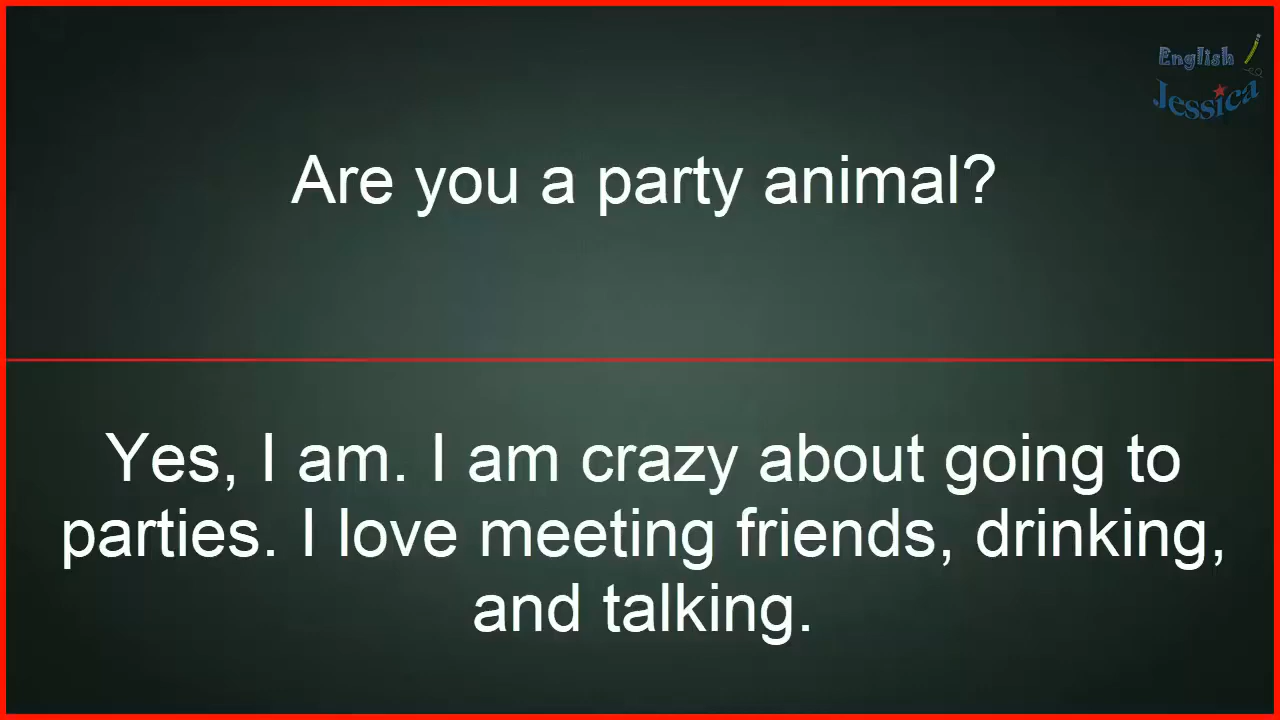 English
Jessica
Are you a party animal?
Yes, I am. I am crazy about going to
parties. I love meeting friends, drinking,
and talking.